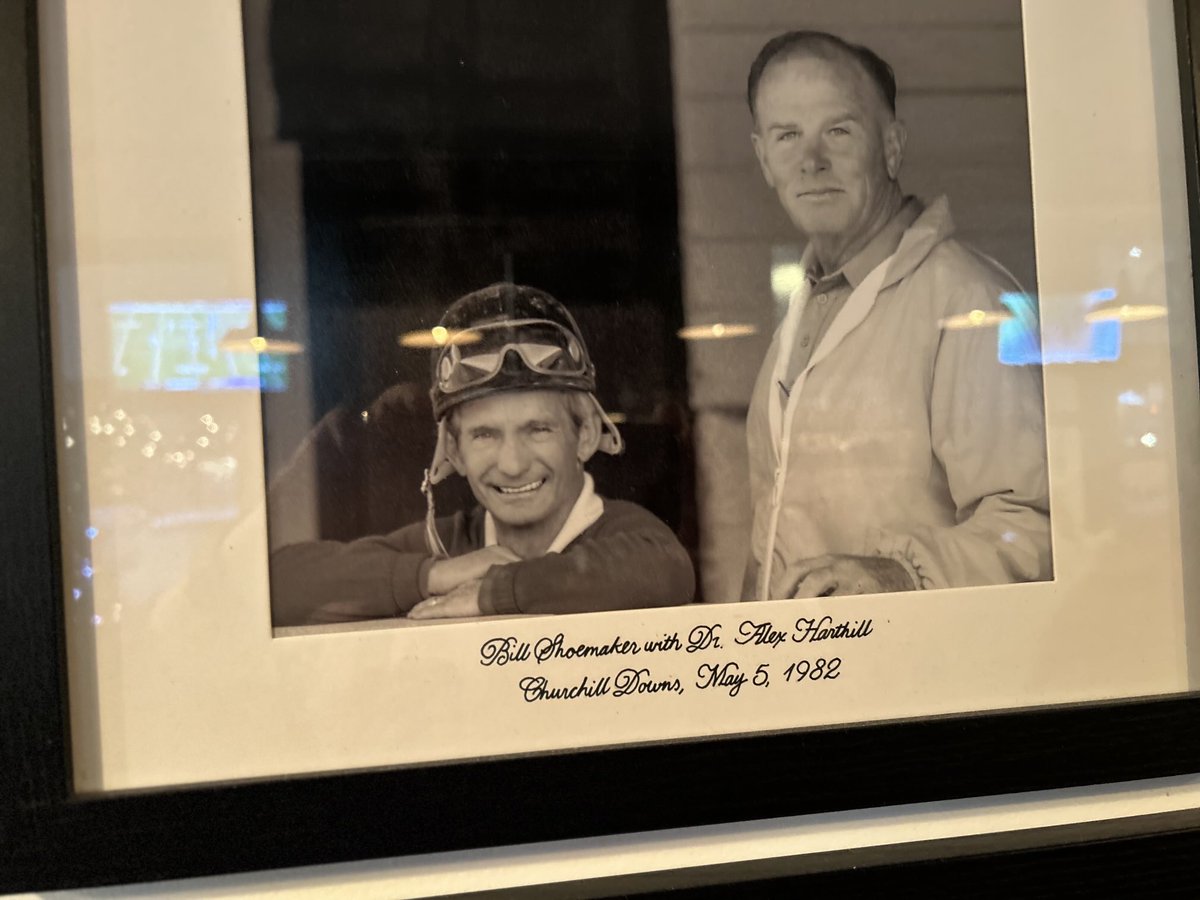 Bill Shoemaker with Dr. Alex Harthill
Churchill Downs, May 5, 1982